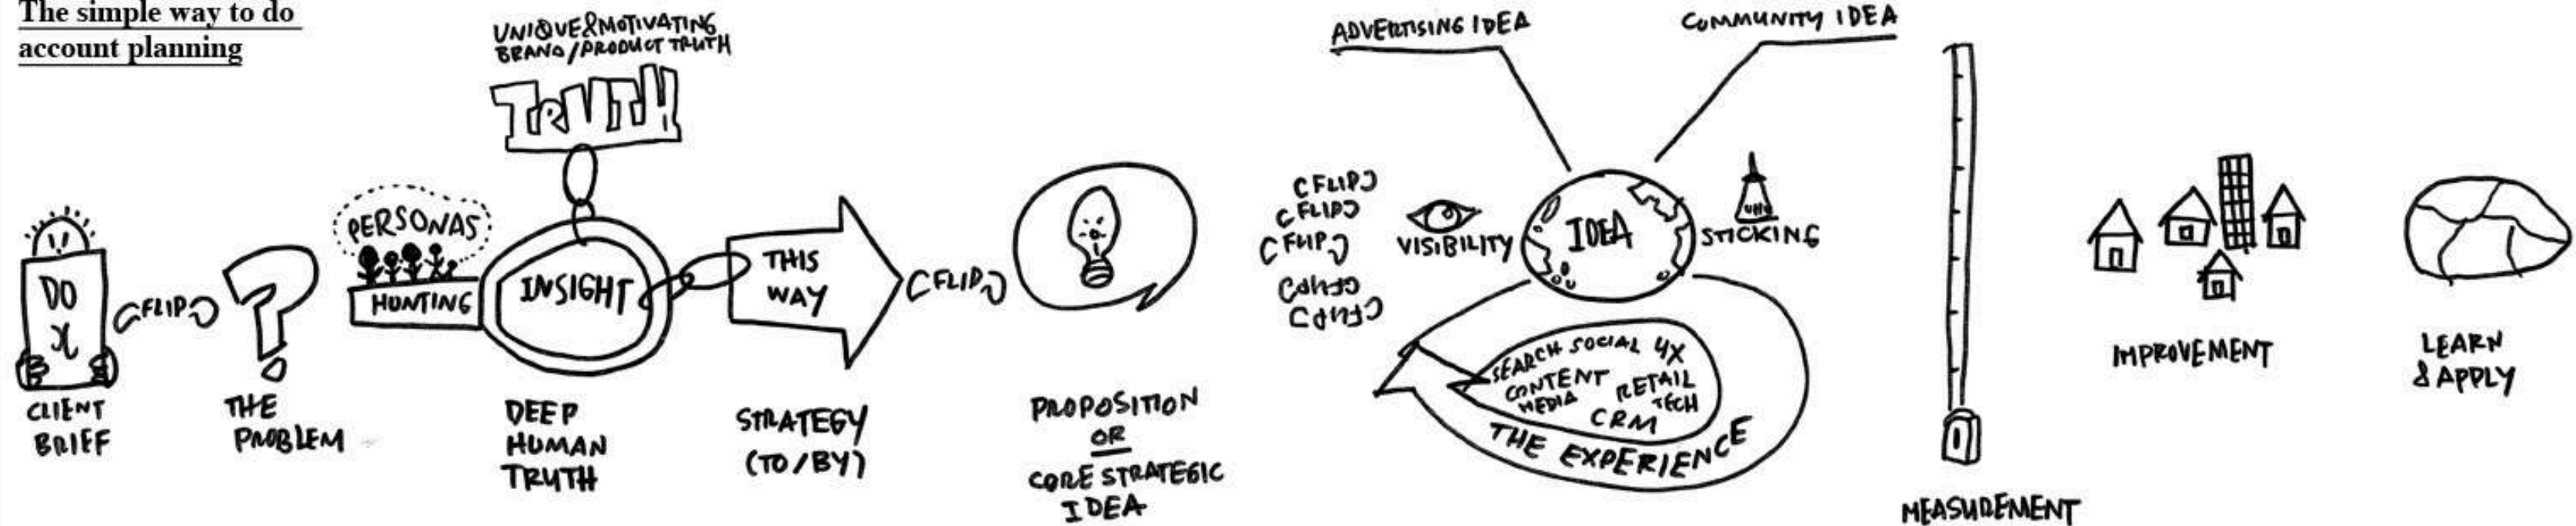 The simple way to do
account planning
DO
X
CLIENT
BRIEF
FLIP
THE
PROBLEM
PERSONAS
HUNTING
UNIQUE & MOTIVATING
BRAND/PRODUCT TRUTH
TRUTH
INSIGHT
DEEP
HUMAN
TRUTH
THIS
WAY
STRATEGY
(TO/BY)
FLIP
PROPOSITION
OR
CORE STRATEGIC
IDEA
FLIP
FLIP
FLIP
FLIP
FLIP
VISIBILITY
ADVERTISING IDEA
COMMUNITY IDEA
IDEA
UHU
STICKING
SEARCH SOCIAL UX
CONTENT RETAIL
MEDIA TECH
CRM
THE EXPERIENCE
MEASUREMENT
IMPROVEMENT
LEARN
& APPLY